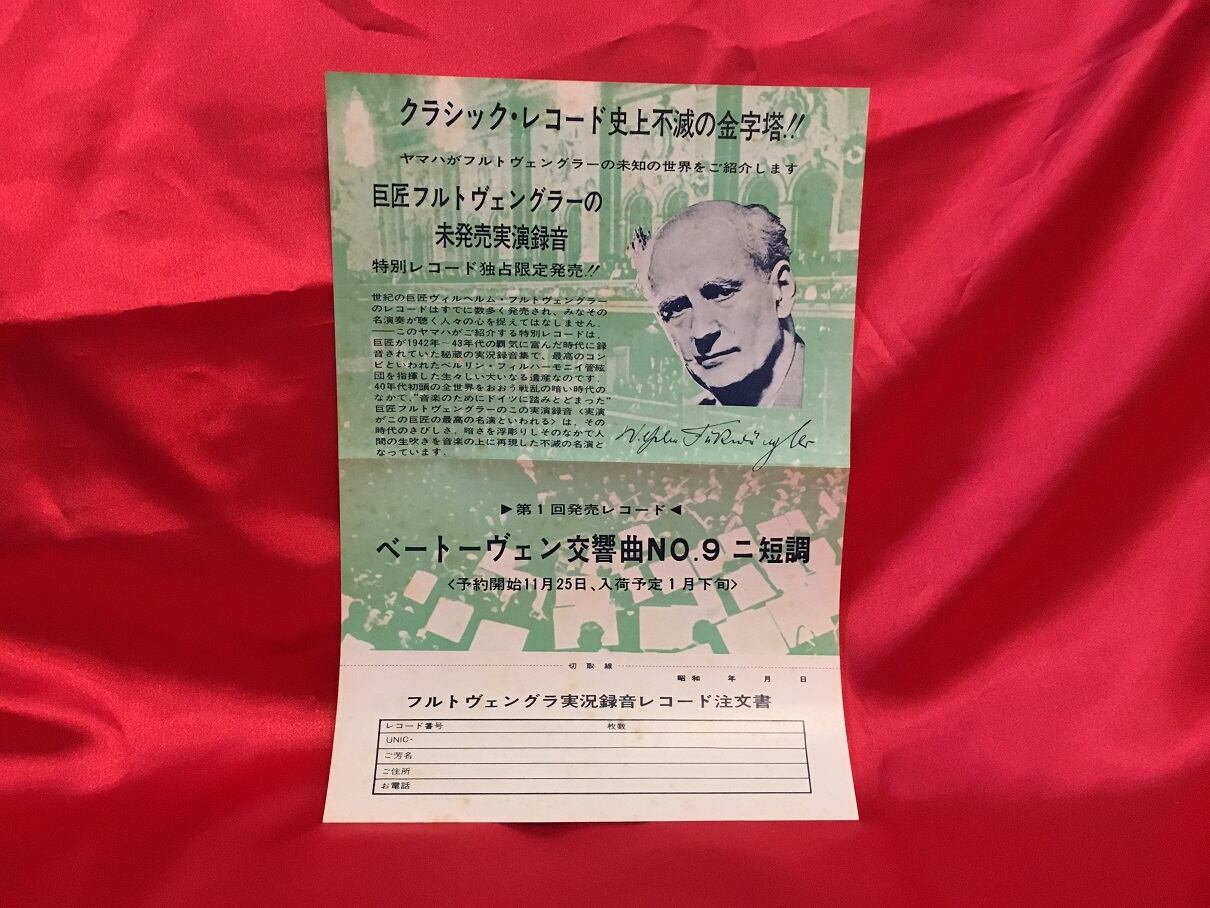 クラシック・レコード史上不滅の金字塔!!
ヤマハがフルトヴェングラーの未知の世界をご紹介します
巨匠フルトヴェングラーの
未発売実演録音
特別レコード独占限定発売!!
世紀の巨匠ヴィルヘルム・フルトヴェングラー
のレコードはすでに数多く発売され、みなその
名演奏が聴く人々の心を捉えてはなしません.
――このヤマハがご紹介する特別レコードは、
巨匠が1942年―43年代の覇気に富んだ時代に録
音されていた秘蔵の実況録音集で、最高のコン
ビといわれたベルリン・フィルハーモニイ管絃
団を指揮した生々しい大いなる遺産なのです.
40年代初頭の全世界をおおう戦乱の暗い時代の
なかて、"音楽のためにドイツに踏みとどまった"
巨匠フルトヴェングラーのこの実演録音〈実演
がこの巨匠の最高の名演といわれる〉は、その
時代のさびしさ、暗さを浮彫りしそのなかて人
間の生吹きを音楽の上に再現した不滅の名演と
なっています.
▶第1回発売レコード◀
ベートーヴェン交響曲NO.9 ニ短調
<予約開始11月25日、入荷予定1月下旬>
切取線
昭和 年 月 日
フルトヴェングラ実況録音レコード注文書
レコード番号 枚数
UNIC-
ご芳名
ご住所
お電話